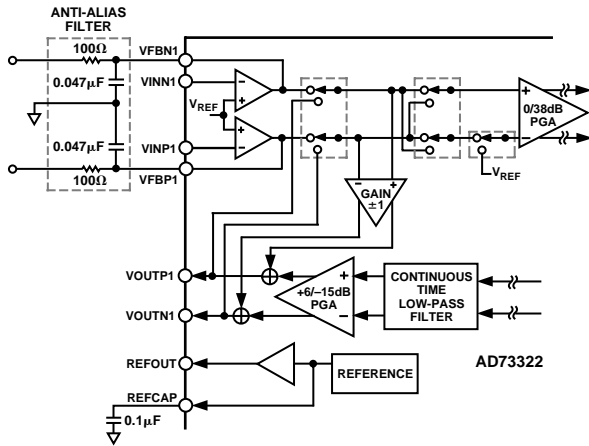 ANTI-ALIAS
FILTER
100Ω
VFBN1
0.047μF
VINN1
VREF
0.047μF
VINP1
100Ω
VFBP1
0/38dB
PGA
+
−
VREF
GAIN
±1
−
+
VOUTP1
VOUTN1
+6/–15dB
PGA
+
−
CONTINUOUS
TIME
LOW-PASS
FILTER
REFOUT
REFERENCE
AD73322
REFCAP
0.1μF